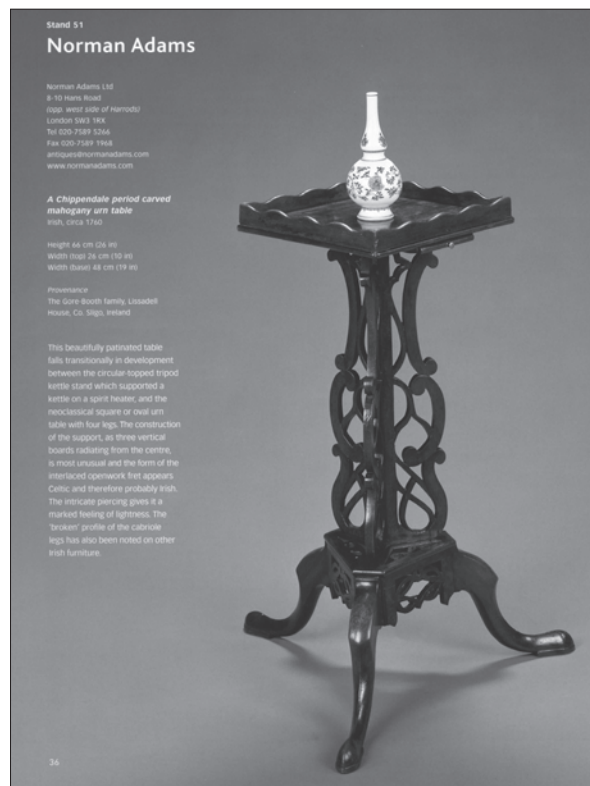 Stand 51
Norman Adams
Norman Adams Ltd
8-10 Hans Road
(opp. west side of Harrods)
London SW3 1RX
Tel 020-7589 5266
Fax 020-7589 1968
antiques@normanadams.com
www.normanadams.com
A Chippendale period carved
mahogany urn table
Irish, circa 1760
Height 66 cm (26 in)
Width (top) 26 cm (10 in)
Width (base) 48 cm (19 in)
Provenance
The Gore-Booth family, Lissadell
House, Co. Sligo, Ireland
This beautifully patinated table
falls transitionally in development
between the circular-topped tripod
kettle stand which supported a
kettle on a spirit heater, and the
neoclassical square or oval urn
table with four legs. The construction
of the support, as three vertical
boards radiating from the centre,
is most unusual and the form of the
interlaced openwork fret appears
Celtic and therefore probably Irish.
The intricate piercing gives it a
marked feeling of lightness. The
'broken' profile of the cabriole
legs has also been noted on other
Irish furniture.
36